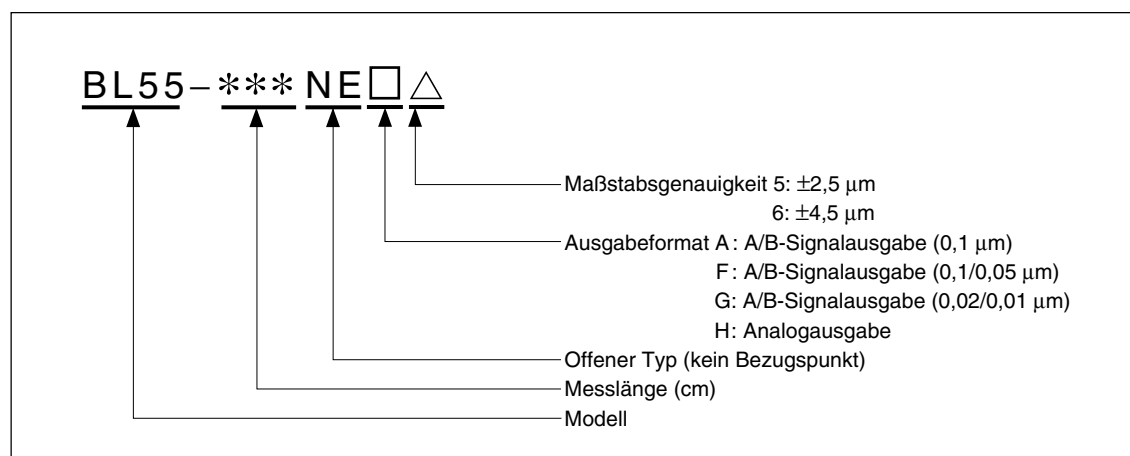 BL55–***NE□△
Maßstabsgenauigkeit 5: ±2,5 μm
6: ±4,5 μm
Ausgabeformat A: A/B-Signalausgabe (0,1 μm)
F: A/B-Signalausgabe (0,1/0,05 μm)
G: A/B-Signalausgabe (0,02/0,01 μm)
H: Analogausgabe
Offener Typ (kein Bezugspunkt)
Messlänge (cm)
Modell